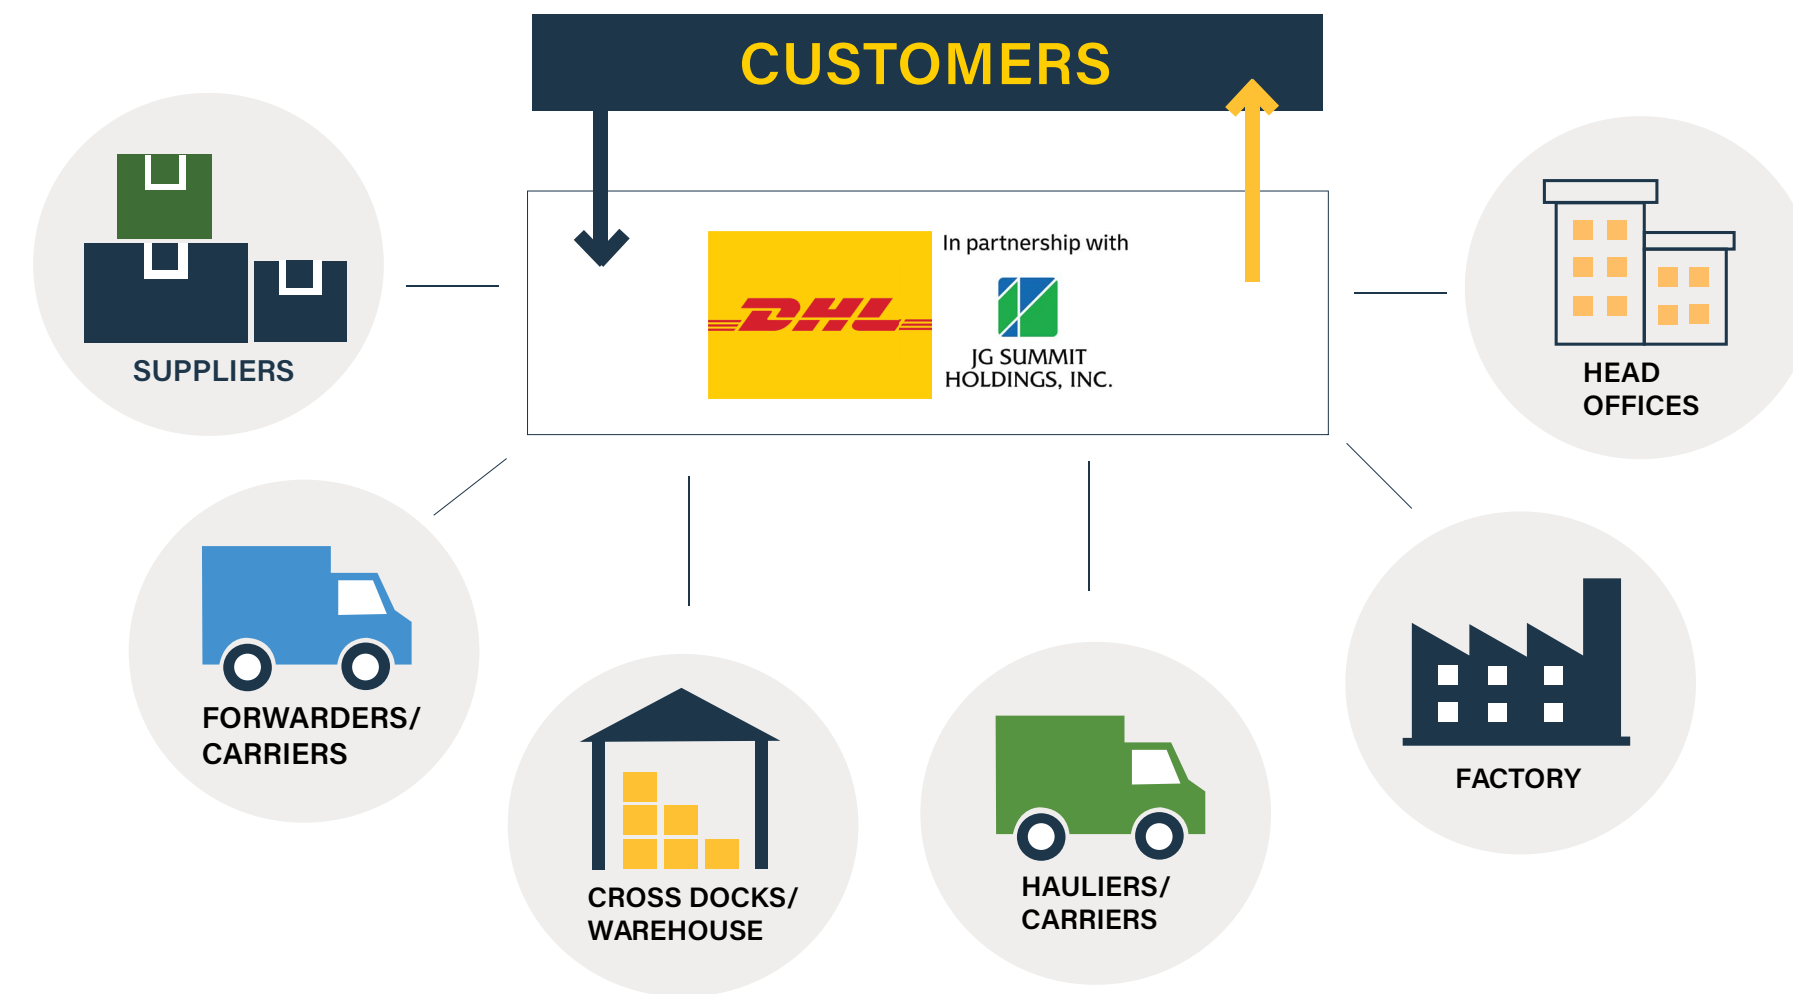 CUSTOMERS
In partnership with
DHL
JG SUMMIT
HOLDINGS, INC.
SUPPLIERS
HEAD
OFFICES
FORWARDERS/
CARRIERS
CROSS DOCKS/
WAREHOUSE
HAULIERS/
CARRIERS
FACTORY